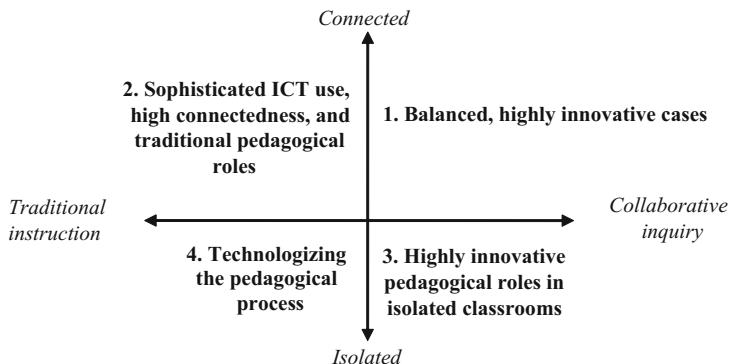 Connected
2. Sophisticated ICT use,
high connectedness, and
traditional pedagogical
roles
1. Balanced, highly innovative cases
Traditional
instruction
Collaborative
inquiry
4. Technologizing
the pedagogical
process
3. Highly innovative
pedagogical roles in
isolated classrooms
Isolated